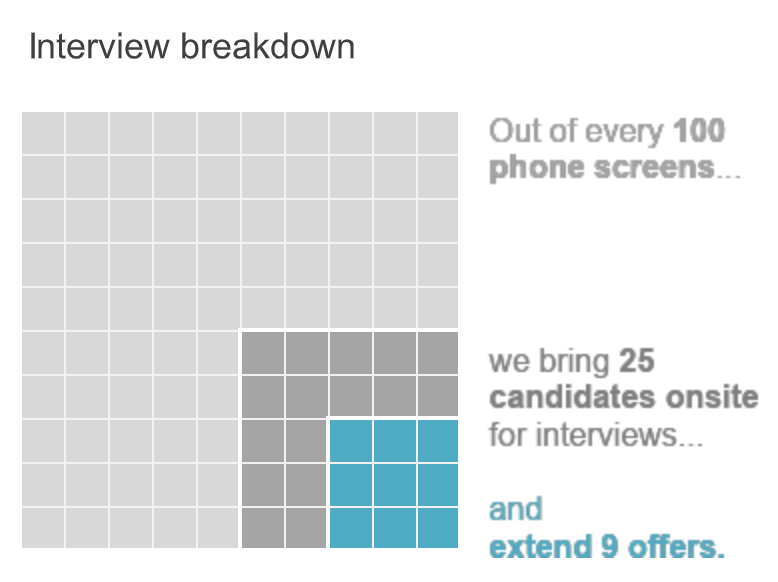 Interview breakdown
Out of every 100
phone screens...
we bring 25
candidates onsite
for interviews...
and
extend 9 offers.